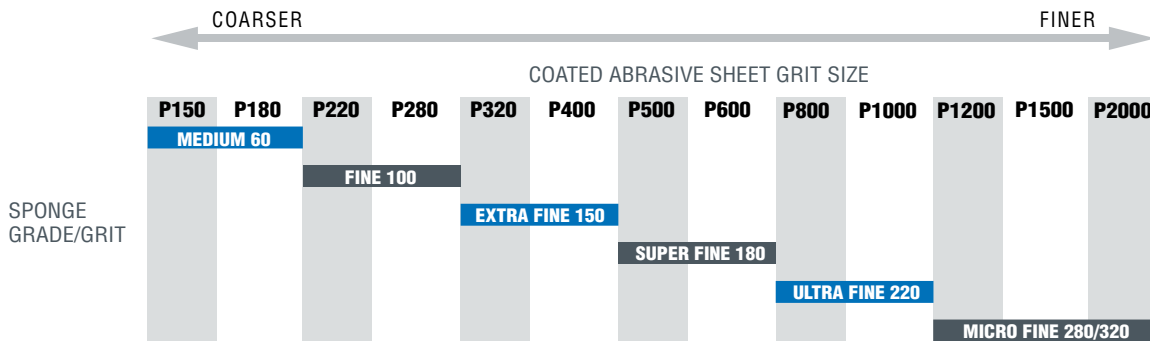 COARSER FINER
COATED ABRASIVE SHEET GRIT SIZE
P150 P180 P220 P280 P320 P400 P500 P600 P800 P1000 P1200 P1500 P2000
MEDIUM 60
FINE 100
SPONGE
GRADE/GRIT
EXTRA FINE 150
SUPER FINE 180
ULTRA FINE 220
MICRO FINE 280/320